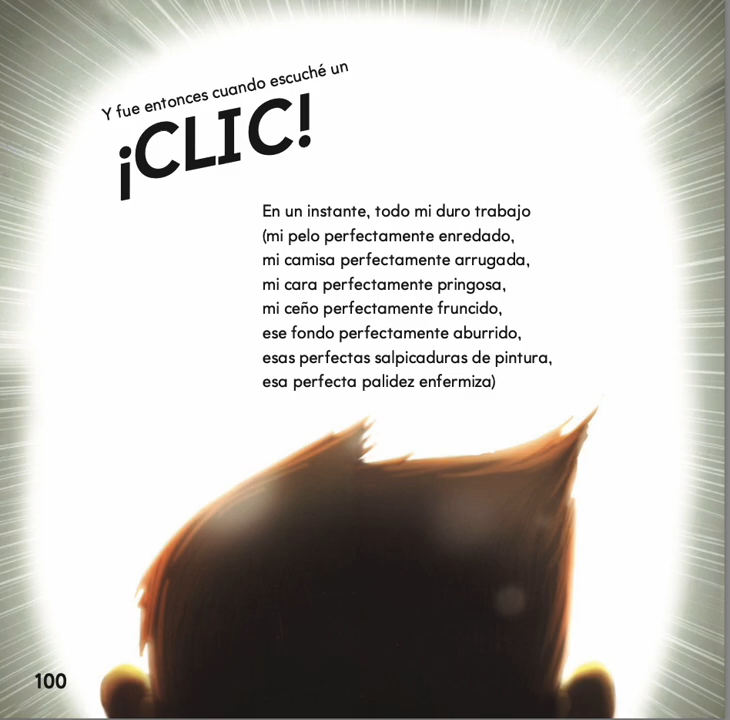 Y fue entonces cuando escuché un
¡CLIC!
En un instante, todo mi duro trabajo
(mi pelo perfectamente enredado,
mi camisa perfectamente arrugada,
mi cara perfectamente pringosa,
mi ceño perfectamente fruncido,
ese fondo perfectamente aburrido,
esas perfectas salpicaduras de pintura,
esa perfecta palidez enfermiza)
100